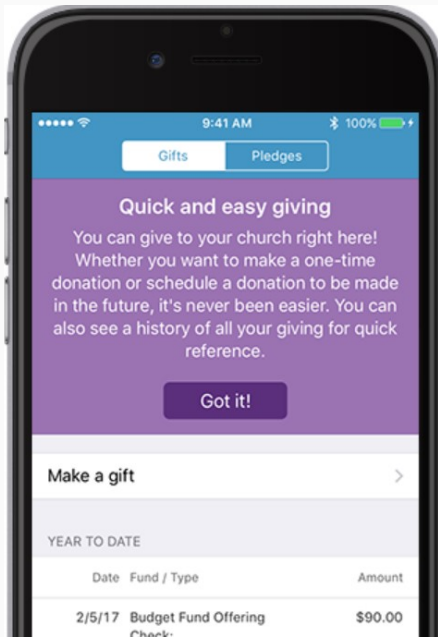 9:41 AM
100%
Gifts
Pledges
Quick and easy giving
You can give to your church right here!
Whether you want to make a one-time
donation or schedule a donation to be made
in the future, it's never been easier. You can
also see a history of all your giving for quick
reference.
Got it!
Make a gift
YEAR TO DATE
Date Fund / Type Amount
2/5/17 Budget Fund Offering $90.00
Check: